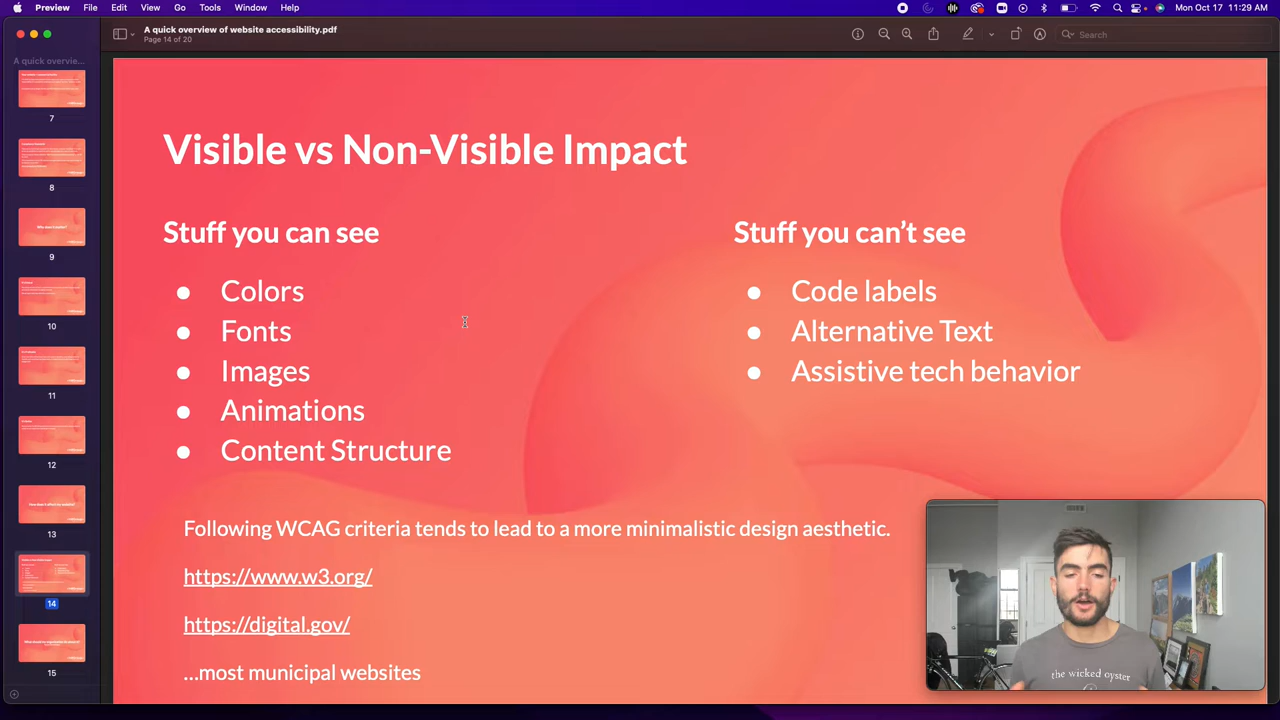 Preview File Edit View Go Tools Window Help
Mon Oct 17 11:29 AM
A quick overview of website accessibility.pdf
Page 14 of 20
Search
A quick overvie...
7
8
9
10
11
12
13
14
15
Visible vs Non-Visible Impact
Stuff you can see
● Colors
● Fonts
● Images
● Animations
● Content Structure
Stuff you can’t see
● Code labels
● Alternative Text
● Assistive tech behavior
Following WCAG criteria tends to lead to a more minimalistic design aesthetic.
https://www.w3.org/
https://digital.gov/
...most municipal websites
the wicked oyster